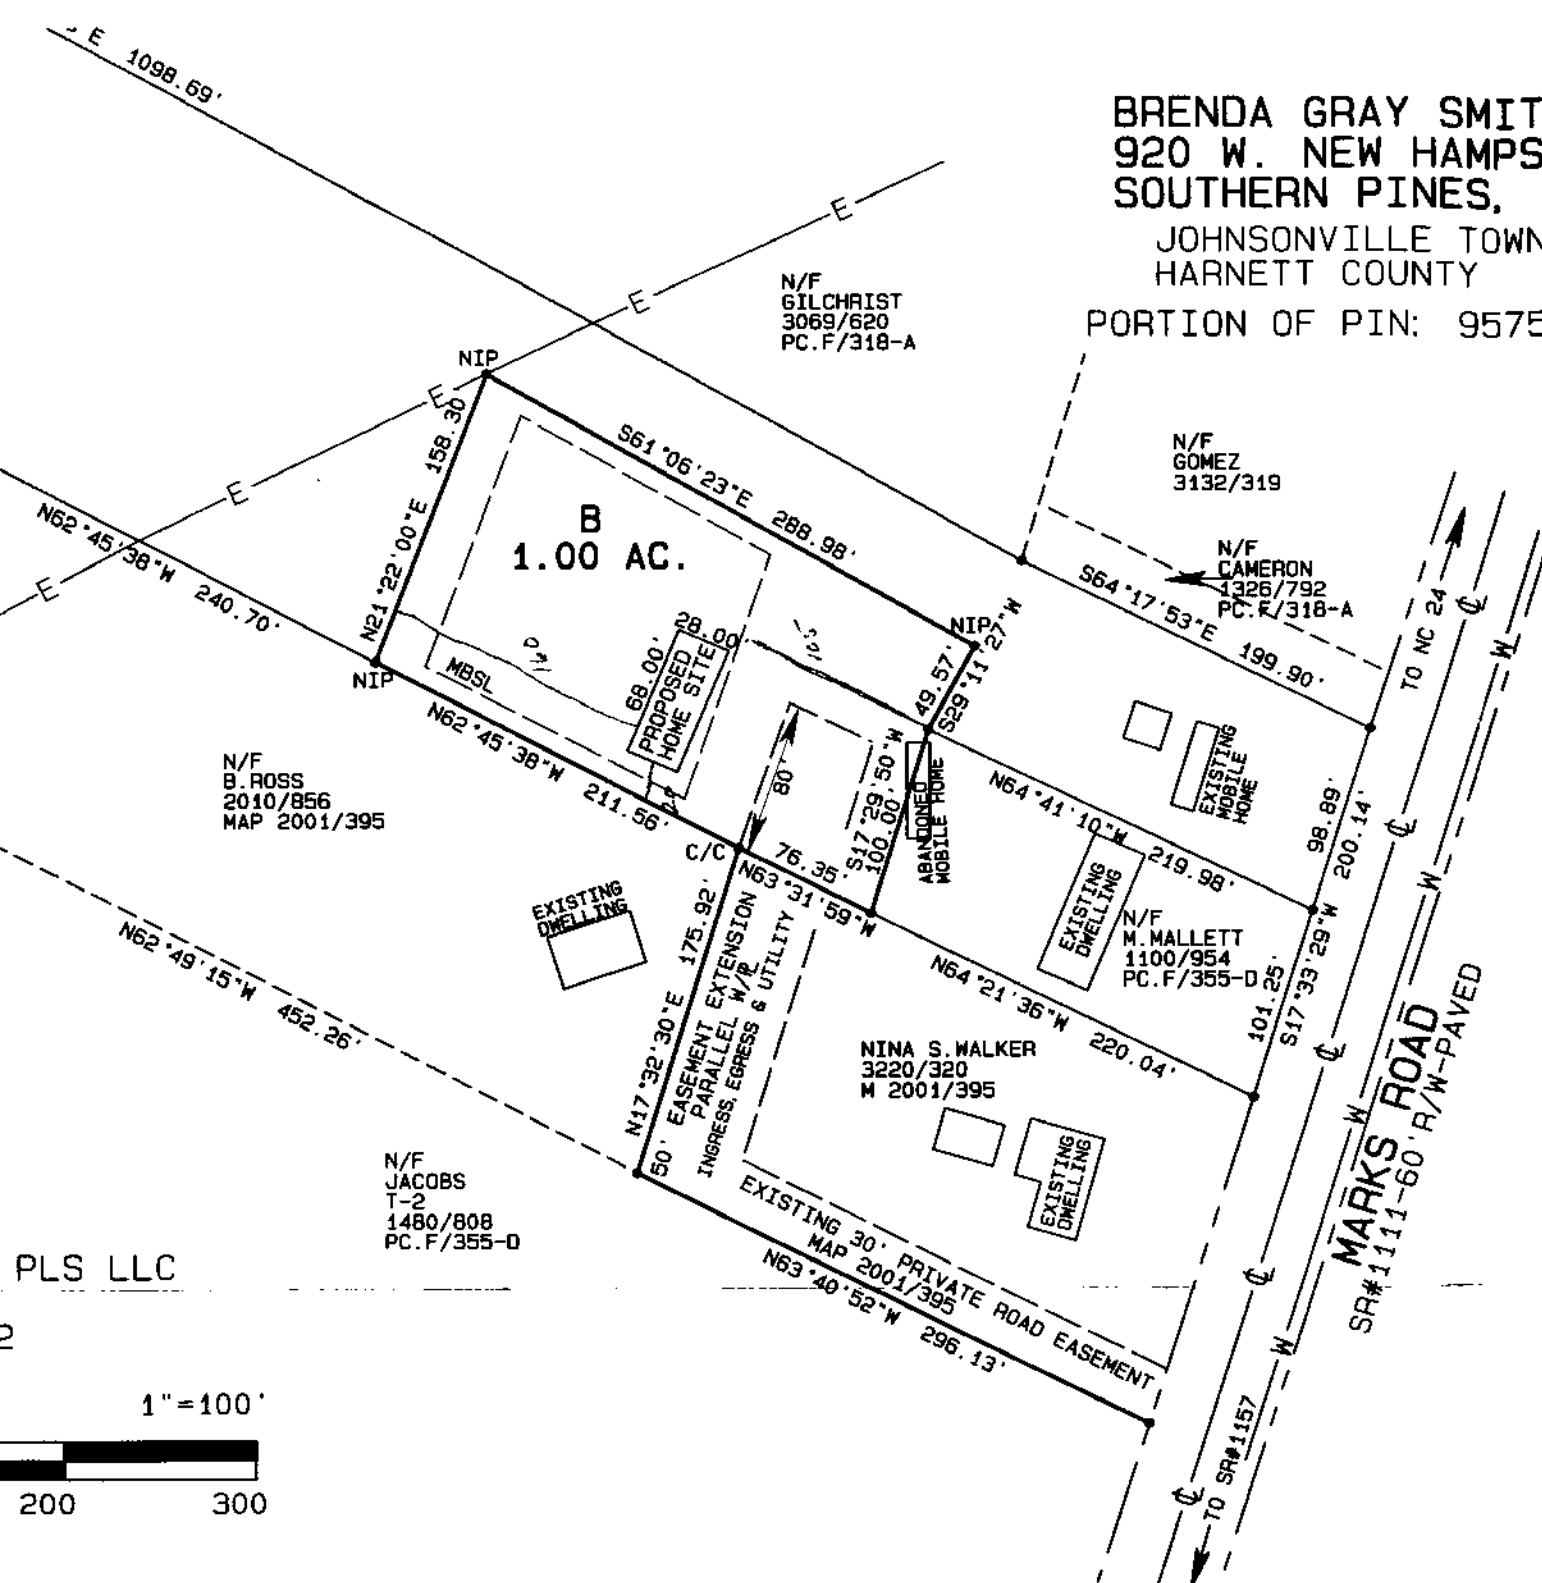 E 1098.69'
BRENDA GRAY SMIT
920 W. NEW HAMPS
SOUTHERN PINES,
JOHNSONVILLE TOWN
HARNETT COUNTY
PORTION OF PIN: 9575
E
E
E
E
E
N/F
GILCHRIST
3069/620
PC.F/318-A
NIP
158.30
N21°22'00"E
S61°06'23"E 288.98'
B
1.00 AC.
N/F
GOMEZ
3132/319
N/F
CAMERON
1326/792
PC.F/318-A
N62°45'38"W 240.70'
S64°17'53"E 199.90'
TO NC 24
NIP
49.57'
S29°11'27"W
28.00'
68.00'
PROPOSED
HOME SITE
160
MBSL
NIP
N62°45'38"W 211.56'
80'
S17°29'50"W
100.00'
ABANDONED
MOBILE HOME
EXISTING
MOBILE
HOME
N64°41'10"W 219.98'
98.89'
200.14'
N/F
B.ROSS
2010/856
MAP 2001/395
C/C
76.35'
N63°31'59"W
EXISTING
DWELLING
EXISTING
DWELLING
N/F
M.MALLETT
1100/954
PC.F/355-D
101.25'
S17°33'29"W
N62°49'15"W 452.26'
N17°32'30"E 175.92'
50' EASEMENT EXTENSION
PARALLEL W/PL
INGRESS, EGRESS & UTILITY
N64°21'36"W 220.04'
NINA S.WALKER
3220/320
M 2001/395
EXISTING
DWELLING
MARKS ROAD
SR#1111-60'R/W-PAVED
W
W
W
W
N/F
JACOBS
T-2
1480/808
PC.F/355-D
EXISTING 30' PRIVATE ROAD EASEMENT
MAP 2001/395
N63°40'52"W 296.13'
TO SR#1157
PLS LLC
2
1"=100'
200 300